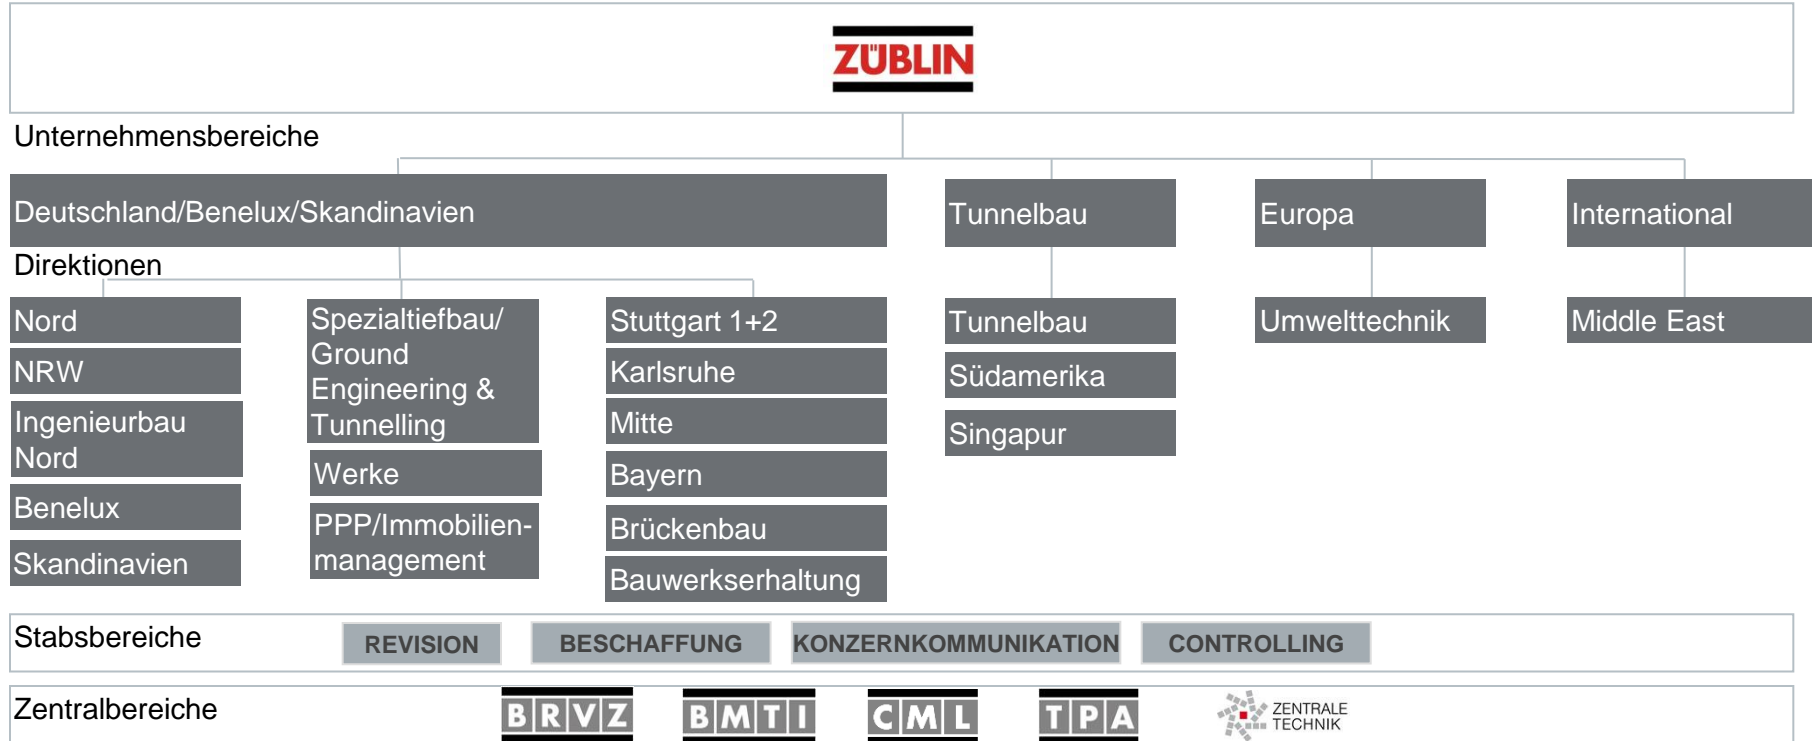 ZÜBLIN
Unternehmensbereiche
Deutschland/Benelux/Skandinavien
Tunnelbau
Europa
International
Direktionen
Nord
NRW
Ingenieurbau
Nord
Benelux
Skandinavien
Spezialtiefbau/
Ground
Engineering &
Tunnelling
Werke
PPP/Immobilien-
management
Stuttgart 1+2
Karlsruhe
Mitte
Bayern
Brückenbau
Bauwerkserhaltung
Tunnelbau
Südamerika
Singapur
Umwelttechnik
Middle East
Stabsbereiche
REVISION
BESCHAFFUNG
KONZERNKOMMUNIKATION
CONTROLLING
Zentralbereiche
BRVZ
BMTI
CML
TPA
ZENTRALE
TECHNIK